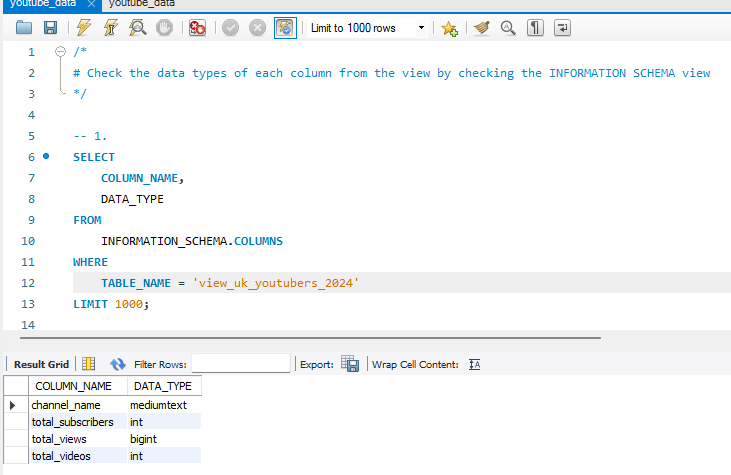 youtube_data × youtube_data
Limit to 1000 rows
1 /*
2 # Check the data types of each column from the view by checking the INFORMATION SCHEMA view
3 */
4
5 -- 1.
6 SELECT
7 COLUMN_NAME,
8 DATA_TYPE
9 FROM
10 INFORMATION_SCHEMA.COLUMNS
11 WHERE
12 TABLE_NAME = 'view_uk_youtubers_2024'
13 LIMIT 1000;
14
Result Grid Filter Rows: Export: Wrap Cell Content: IA
COLUMN_NAME DATA_TYPE
channel_name mediumtext
total_subscribers int
total_views bigint
total_videos int